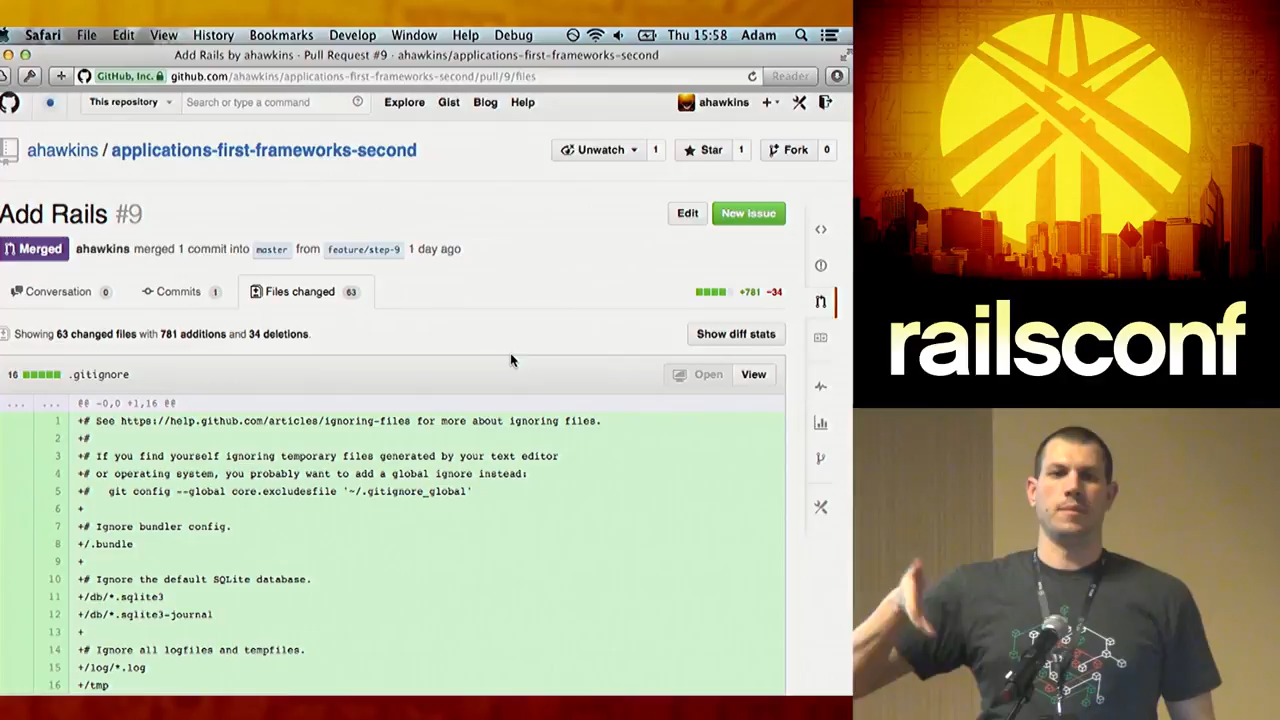 Safari File Edit View History Bookmarks Develop Window Help Debug Thu 15:58 Adam
Add Rails by ahawkins · Pull Request #9 · ahawkins/applications-first-frameworks-second
GitHub, Inc. github.com/ahawkins/applications-first-frameworks-second/pull/9/files Reader
This repository Search or type a command Explore Gist Blog Help ahawkins
ahawkins / applications-first-frameworks-second Unwatch 1 Star 1 Fork 0
Add Rails #9 Edit New Issue
Merged ahawkins merged 1 commit into master from feature/step-9 1 day ago
Conversation 0 Commits 1 Files changed 63 +781 −34
Showing 63 changed files with 781 additions and 34 deletions. Show diff stats
16 .gitignore Open View
... ... @@ -0,0 +1,16 @@
1 +# See https://help.github.com/articles/ignoring-files for more about ignoring files.
2 +#
3 +# If you find yourself ignoring temporary files generated by your text editor
4 +# or operating system, you probably want to add a global ignore instead:
5 +#   git config --global core.excludesfile '~/.gitignore_global'
6 +
7 +# Ignore bundler config.
8 +/.bundle
9 +
10 +# Ignore the default SQLite database.
11 +/db/*.sqlite3
12 +/db/*.sqlite3-journal
13 +
14 +# Ignore all logfiles and tempfiles.
15 +/log/*.log
16 +/tmp
railsconf